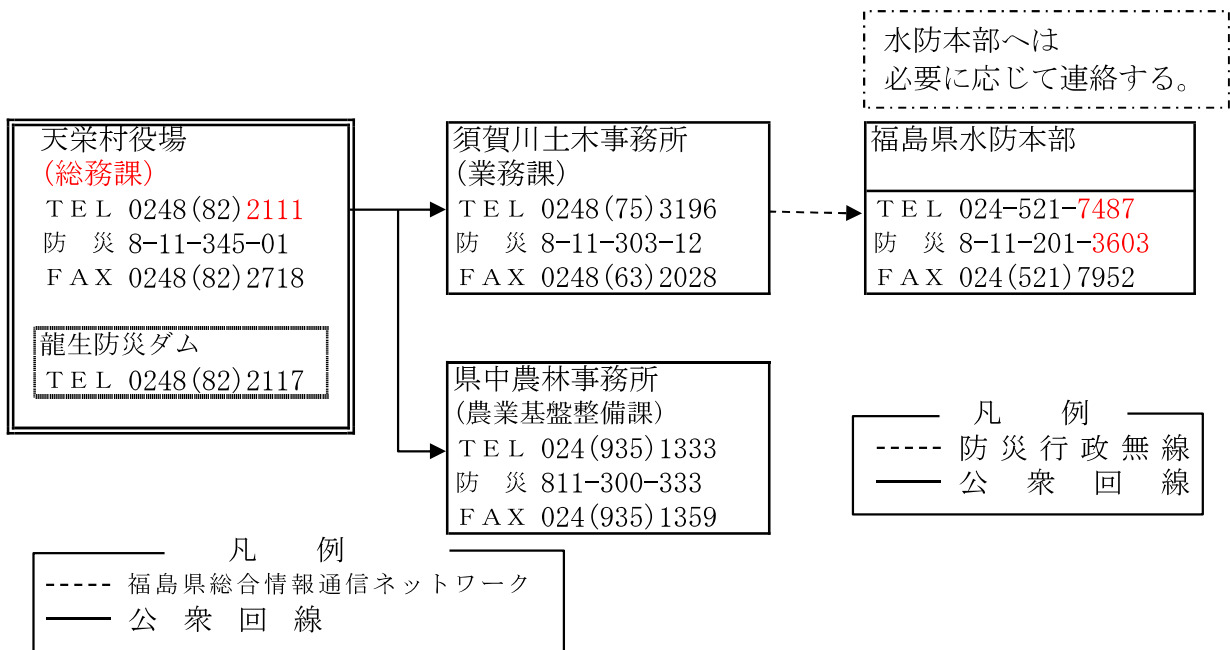 水防本部へは
必要に応じて連絡する。
天栄村役場
(総務課)
ＴＥＬ 0248(82)2111
防　災 8-11-345-01
ＦＡＸ 0248(82)2718
龍生防災ダム
ＴＥＬ 0248(82)2117
須賀川土木事務所
(業務課)
ＴＥＬ 0248(75)3196
防　災 8-11-303-12
ＦＡＸ 0248(63)2028
福島県水防本部
ＴＥＬ 024-521-7487
防　災 8-11-201-3603
ＦＡＸ 024(521)7952
県中農林事務所
(農業基盤整備課)
ＴＥＬ 024(935)1333
防　災 811-300-333
ＦＡＸ 024(935)1359
凡　例
防災行政無線
公衆回線
凡　例
福島県総合情報通信ネットワーク
公衆回線